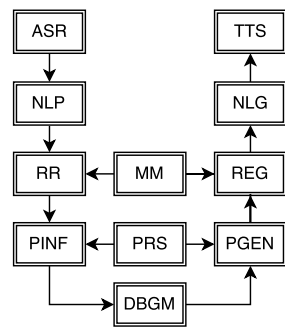 ASR TTS
NLP NLG
RR MM REG
PINF PRS PGEN
DBGM